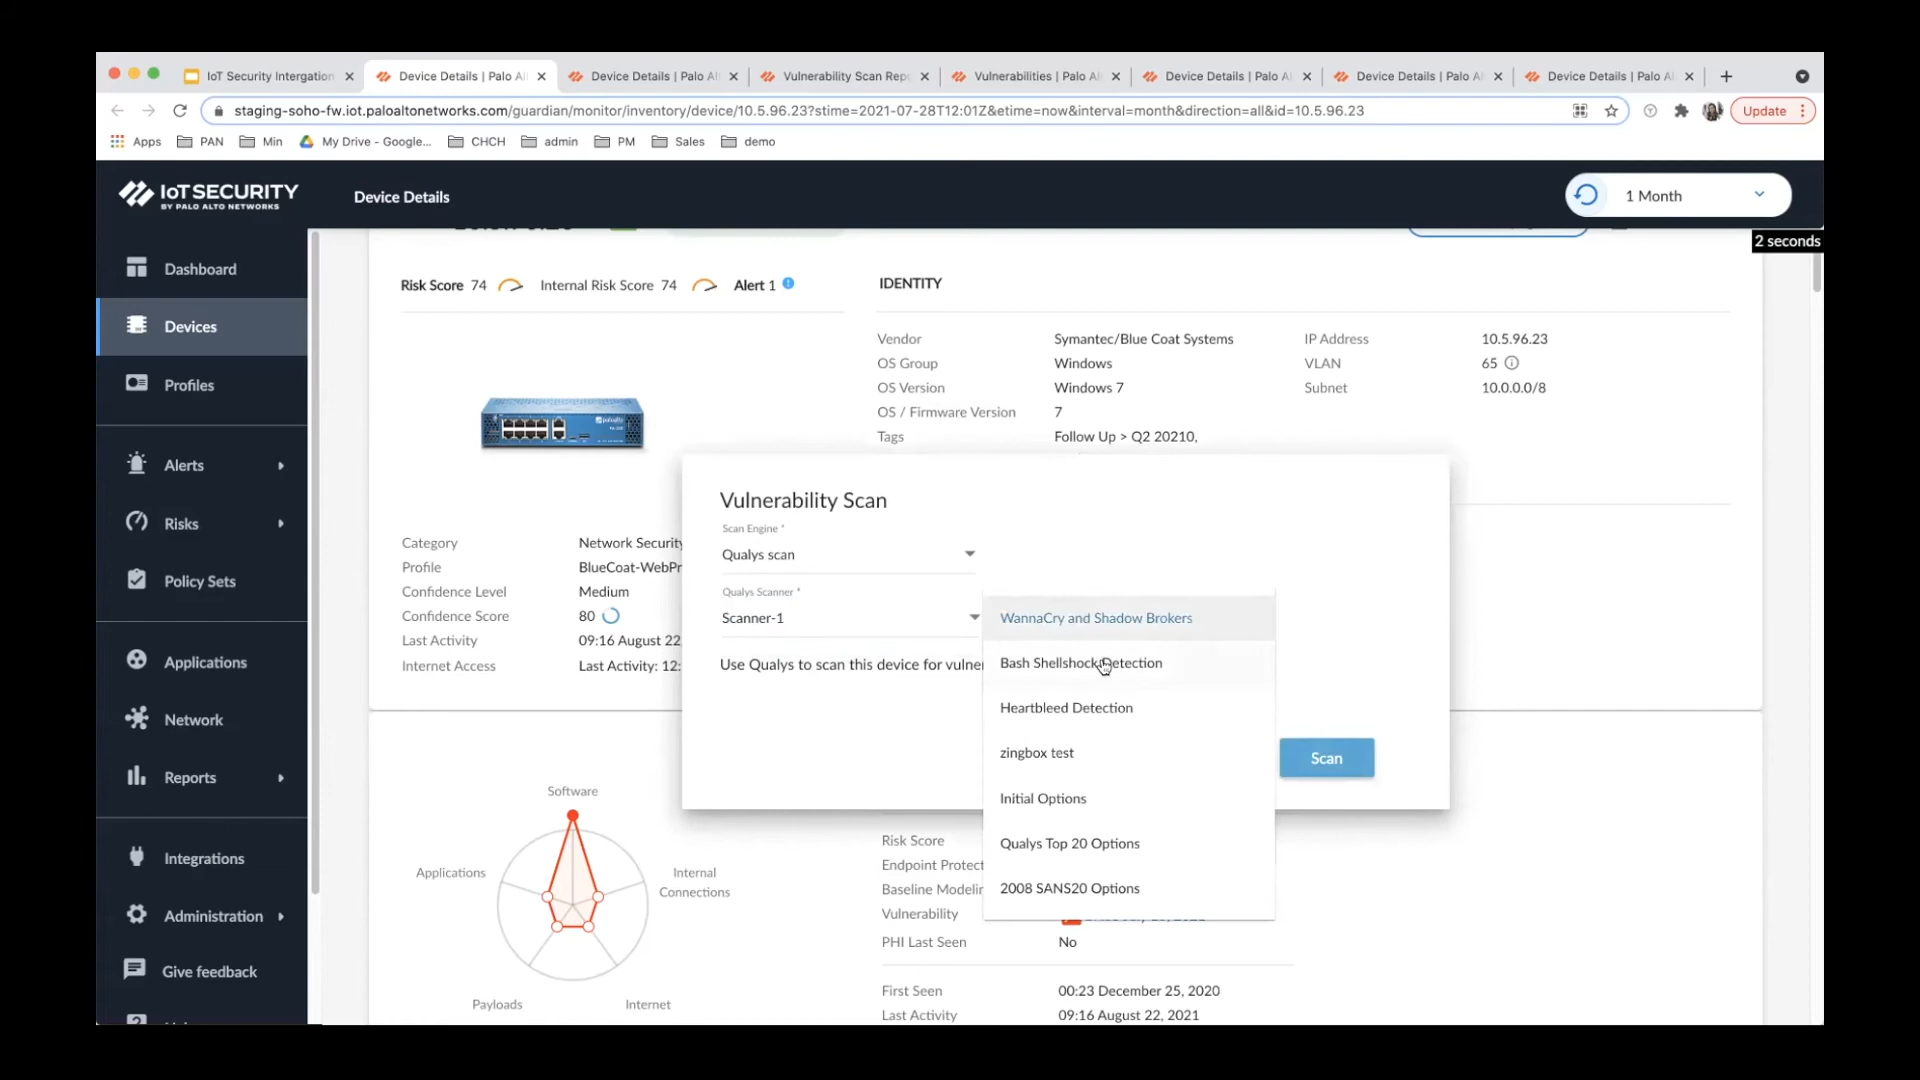 IoT Security Intergation
Device Details | Palo Al
Device Details | Palo Al
Vulnerability Scan Repo
Vulnerabilities | Palo Al
Device Details | Palo Al
Device Details | Palo Al
Device Details | Palo Al
staging-soho-fw.iot.paloaltonetworks.com/guardian/monitor/inventory/device/10.5.96.23?stime=2021-07-28T12:01Z&etime=now&interval=month&direction=all&id=10.5.96.23
Update
Apps
PAN
Min
My Drive - Google...
CHCH
admin
PM
Sales
demo
IoT SECURITY
BY PALO ALTO NETWORKS
Device Details
1 Month
2 seconds
Dashboard
Devices
Profiles
Alerts
Risks
Policy Sets
Applications
Network
Reports
Integrations
Administration
Give feedback
Risk Score 74
Internal Risk Score 74
Alert 1
IDENTITY
Vendor Symantec/Blue Coat Systems
IP Address 10.5.96.23
OS Group Windows
VLAN 65
OS Version Windows 7
Subnet 10.0.0.0/8
OS / Firmware Version 7
Tags Follow Up > Q2 20210,
Category Network Security
Profile BlueCoat-WebPr
Confidence Level Medium
Confidence Score 80
Last Activity 09:16 August 22
Internet Access Last Activity: 12:
Vulnerability Scan
Scan Engine *
Qualys scan
Qualys Scanner *
Scanner-1
Use Qualys to scan this device for vulner
WannaCry and Shadow Brokers
Bash Shellshock Detection
Heartbleed Detection
zingbox test
Initial Options
Qualys Top 20 Options
2008 SANS20 Options
Scan
Software
Applications
Internal
Connections
Payloads
Internet
Risk Score
Endpoint Protect
Baseline Modelin
Vulnerability
PHI Last Seen No
First Seen 00:23 December 25, 2020
Last Activity 09:16 August 22, 2021